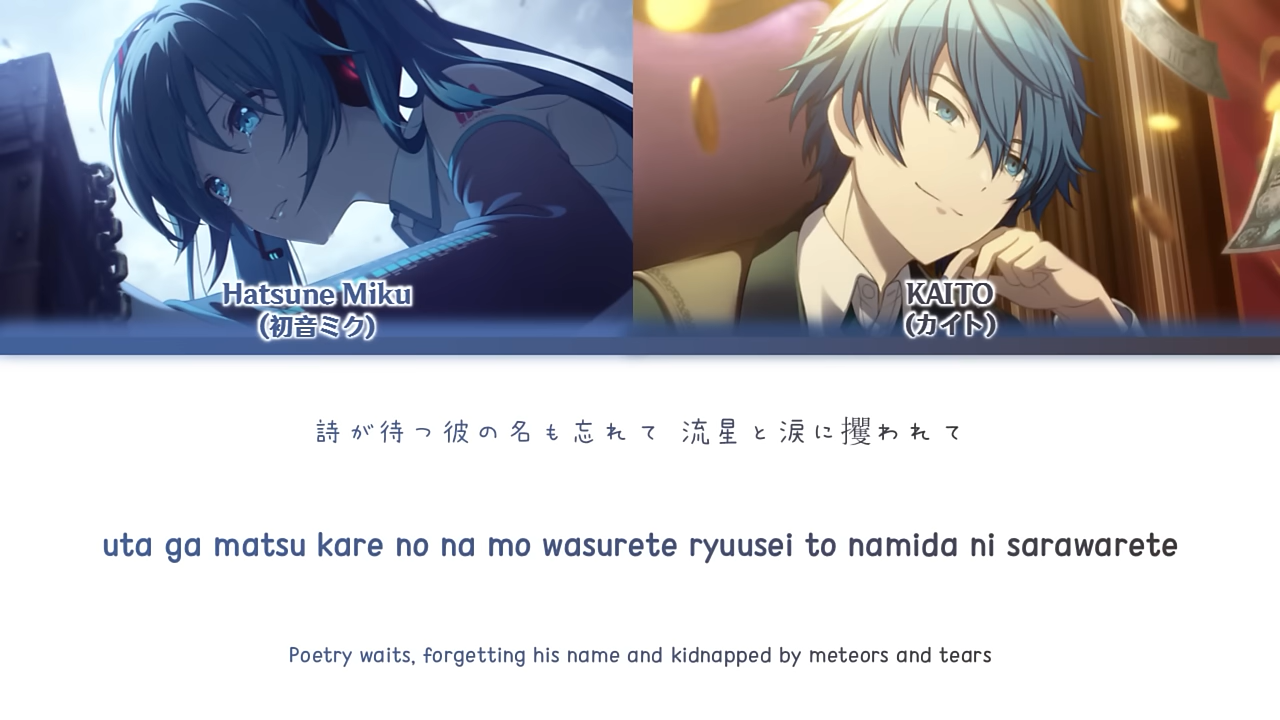 Hatsune Miku
(初音ミク)
KAITO
(カイト)
詩が待つ彼の名も忘れて 流星と涙に攫われて
uta ga matsu kare no na mo wasurete ryuusei to namida ni sarawarete
Poetry waits, forgetting his name and kidnapped by meteors and tears